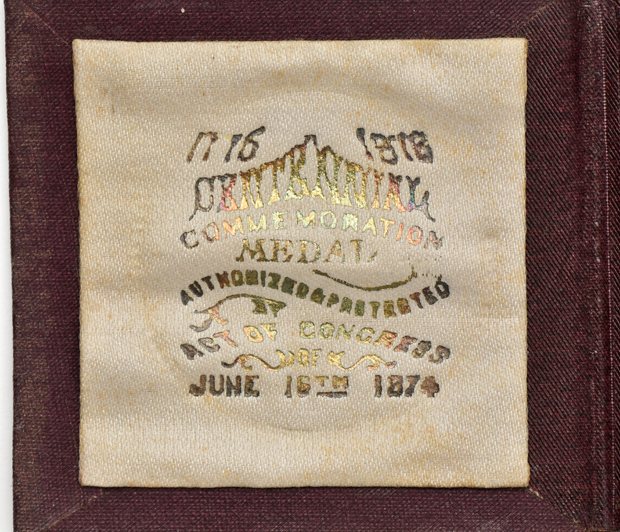 1776 1876
CENTENNIAL
COMMEMORATION
MEDAL
AUTHORIZED & PROTECTED
BY
ACT OF CONGRESS
OF
JUNE 16TH 1874